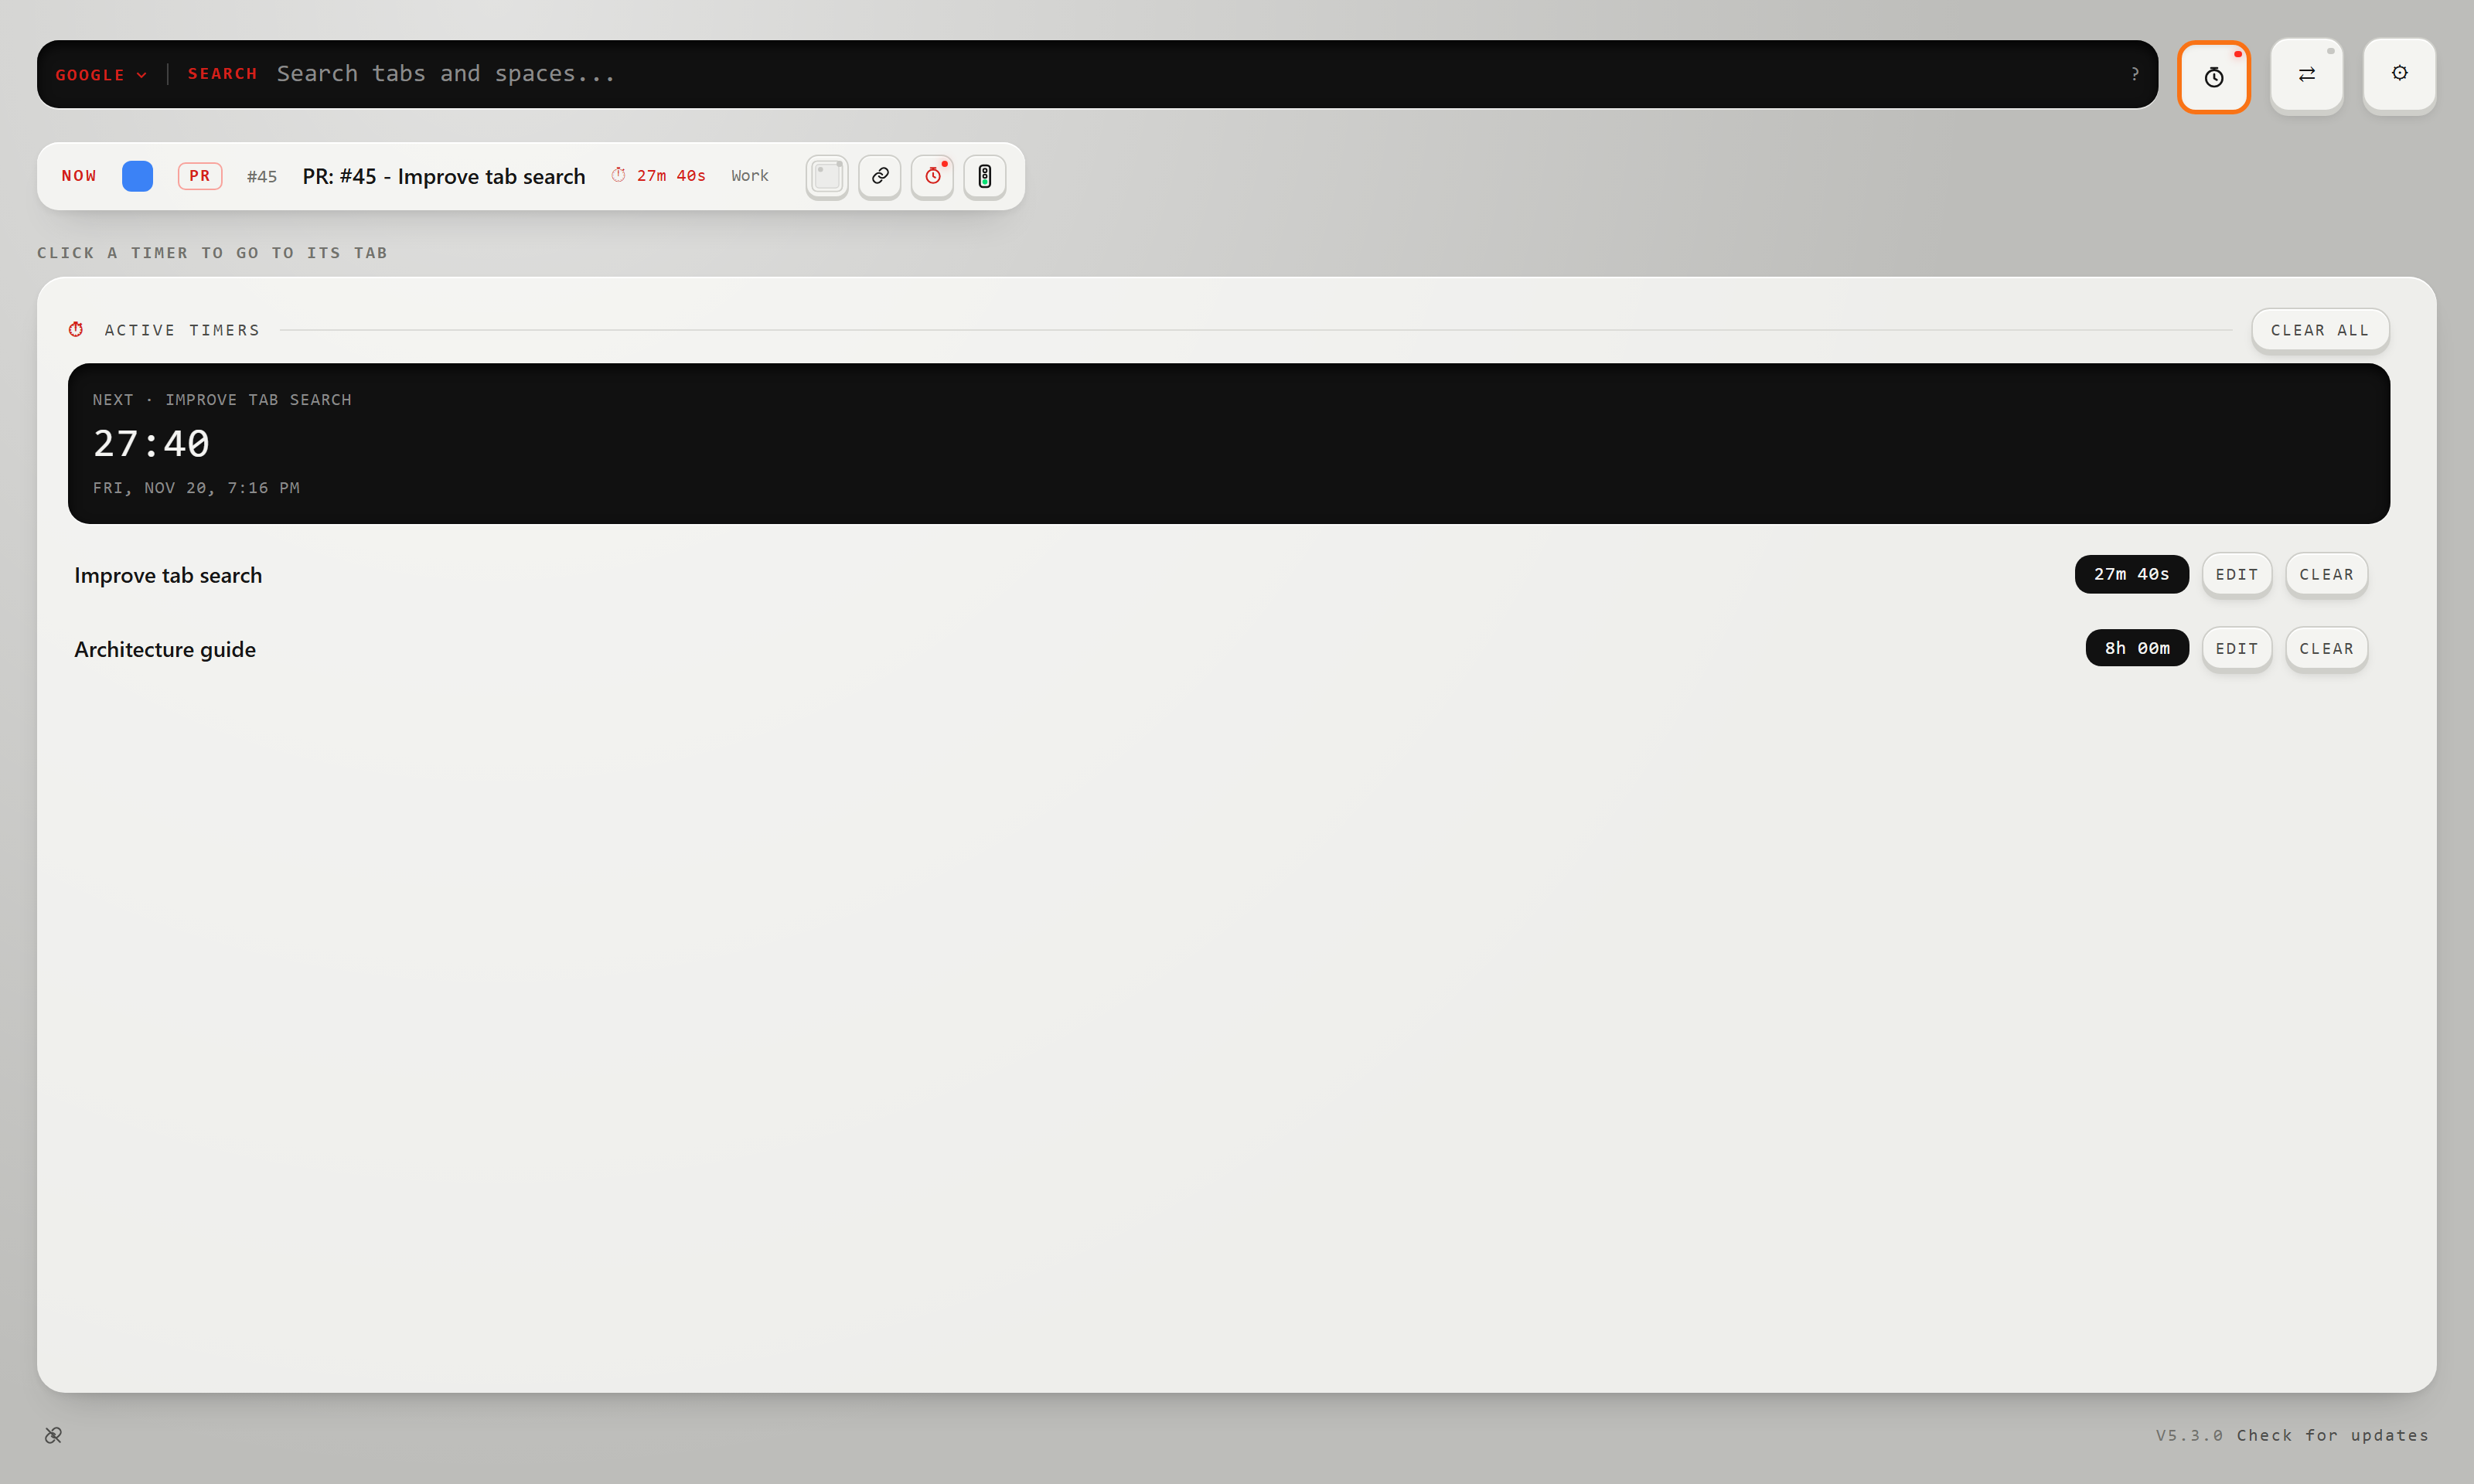 GOOGLE SEARCH Search tabs and spaces... ?
NOW PR #45 PR: #45 - Improve tab search 27m 40s Work
CLICK A TIMER TO GO TO ITS TAB
ACTIVE TIMERS CLEAR ALL
NEXT · IMPROVE TAB SEARCH
27:40
FRI, NOV 20, 7:16 PM
Improve tab search 27m 40s EDIT CLEAR
Architecture guide 8h 00m EDIT CLEAR
V5.3.0 Check for updates